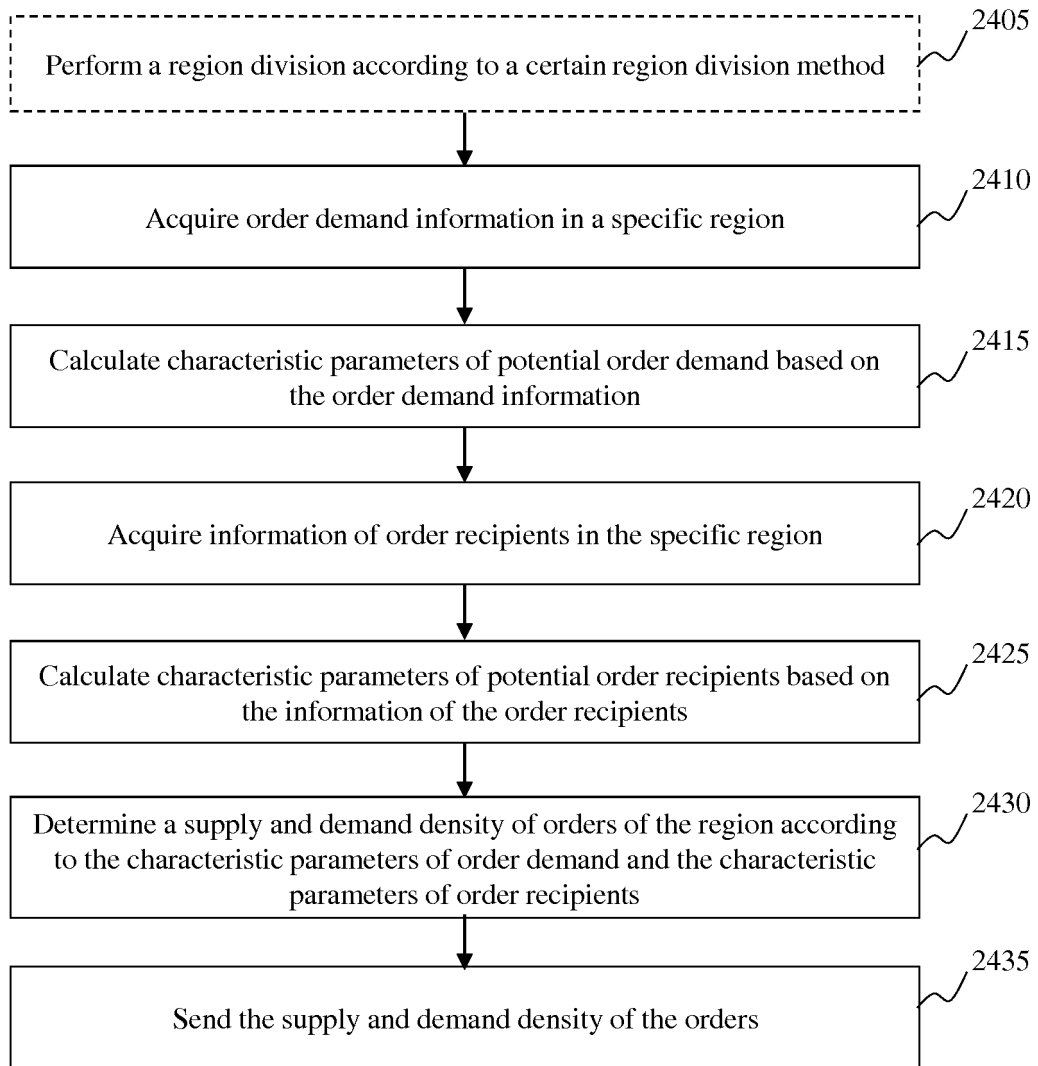 2405
Perform a region division according to a certain region division method
2410
Acquire order demand information in a specific region
2415
Calculate characteristic parameters of potential order demand based on
the order demand information
2420
Acquire information of order recipients in the specific region
2425
Calculate characteristic parameters of potential order recipients based on
the information of the order recipients
2430
Determine a supply and demand density of orders of the region according
to the characteristic parameters of order demand and the characteristic
parameters of order recipients
2435
Send the supply and demand density of the orders